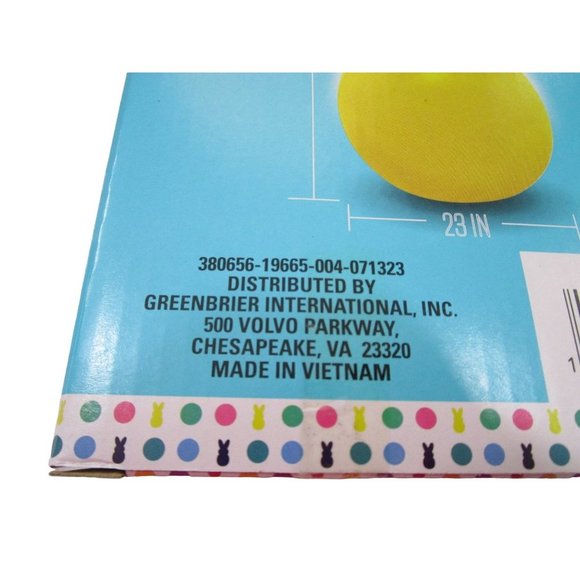 23 IN
380656-19665-004-071323
DISTRIBUTED BY
GREENBRIER INTERNATIONAL, INC.
500 VOLVO PARKWAY,
CHESAPEAKE, VA 23320
MADE IN VIETNAM
1